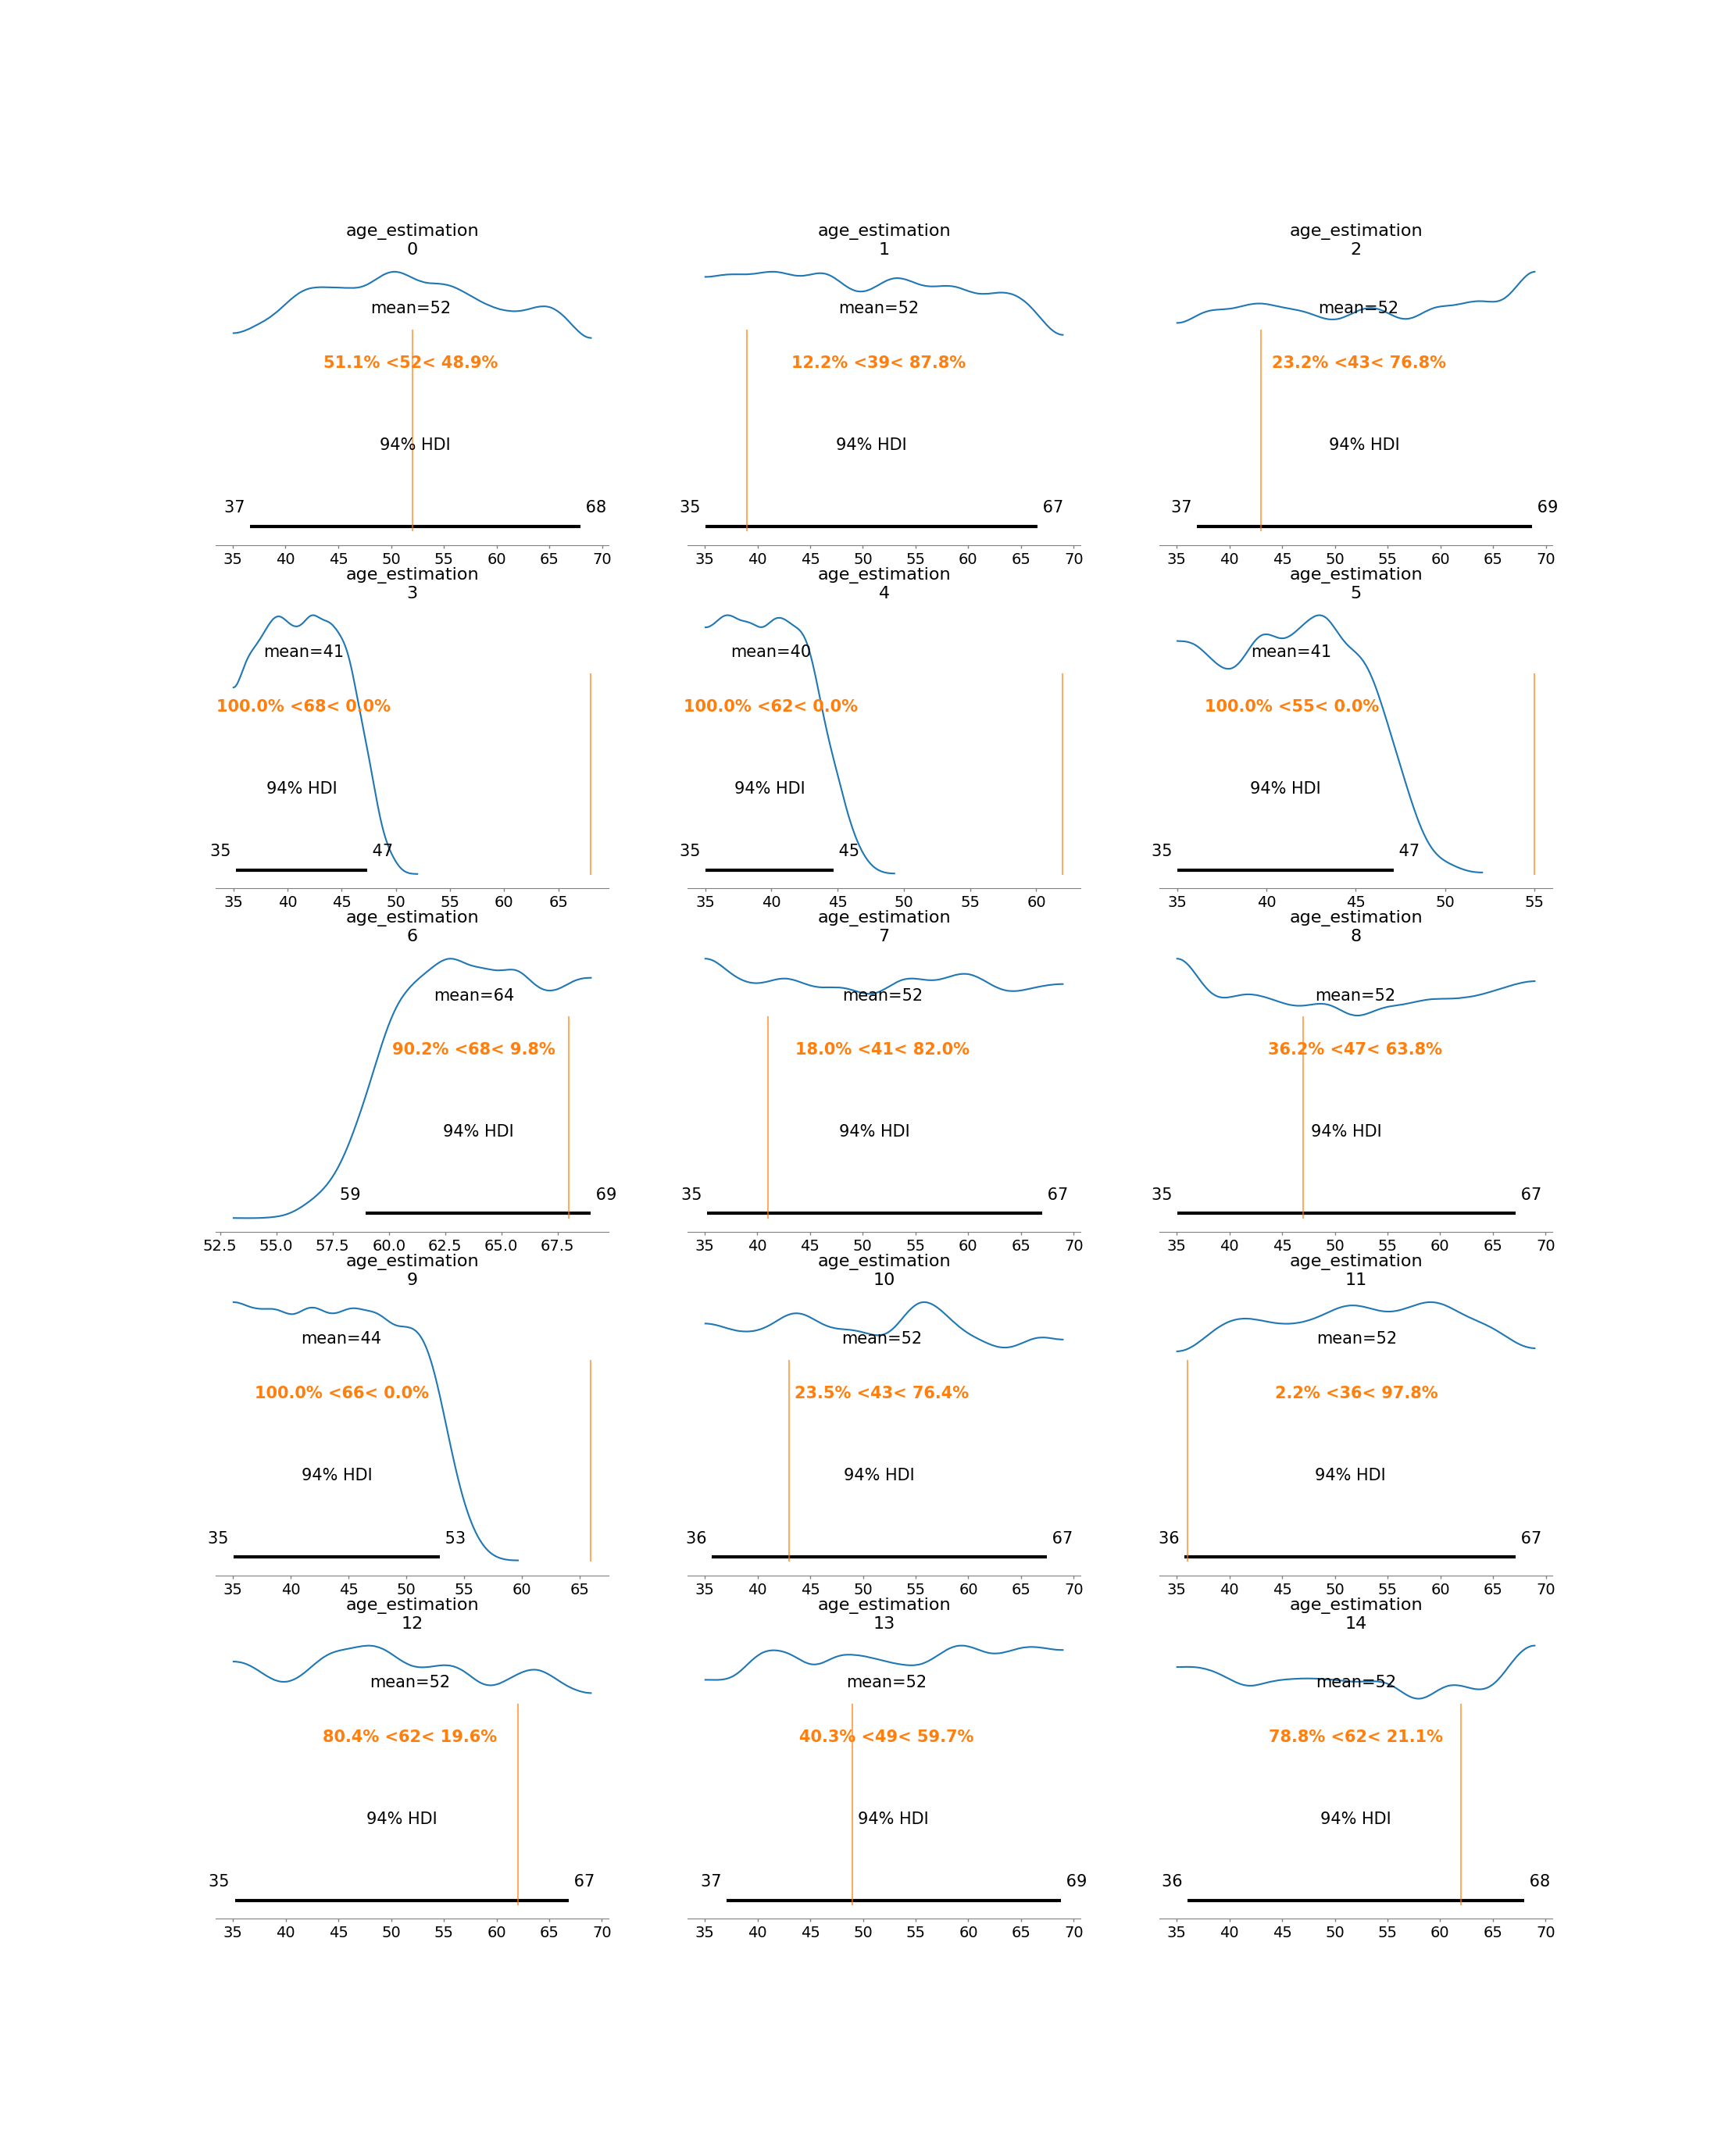 age_estimation
0
mean=52
51.1% <52< 48.9%
94% HDI
37 68
35 40 45 50 55 60 65 70
age_estimation
1
mean=52
12.2% <39< 87.8%
94% HDI
35 67
35 40 45 50 55 60 65 70
age_estimation
2
mean=52
23.2% <43< 76.8%
94% HDI
37 69
35 40 45 50 55 60 65 70
age_estimation
3
mean=41
100.0% <68< 0.0%
94% HDI
35 47
35 40 45 50 55 60 65
age_estimation
4
mean=40
100.0% <62< 0.0%
94% HDI
35 45
35 40 45 50 55 60
age_estimation
5
mean=41
100.0% <55< 0.0%
94% HDI
35 47
35 40 45 50 55
age_estimation
6
mean=64
90.2% <68< 9.8%
94% HDI
59 69
52.5 55.0 57.5 60.0 62.5 65.0 67.5
age_estimation
7
mean=52
18.0% <41< 82.0%
94% HDI
35 67
35 40 45 50 55 60 65 70
age_estimation
8
mean=52
36.2% <47< 63.8%
94% HDI
35 67
35 40 45 50 55 60 65 70
age_estimation
9
mean=44
100.0% <66< 0.0%
94% HDI
35 53
35 40 45 50 55 60 65
age_estimation
10
mean=52
23.5% <43< 76.4%
94% HDI
36 67
35 40 45 50 55 60 65 70
age_estimation
11
mean=52
2.2% <36< 97.8%
94% HDI
36 67
35 40 45 50 55 60 65 70
age_estimation
12
mean=52
80.4% <62< 19.6%
94% HDI
35 67
35 40 45 50 55 60 65 70
age_estimation
13
mean=52
40.3% <49< 59.7%
94% HDI
37 69
35 40 45 50 55 60 65 70
age_estimation
14
mean=52
78.8% <62< 21.1%
94% HDI
36 68
35 40 45 50 55 60 65 70